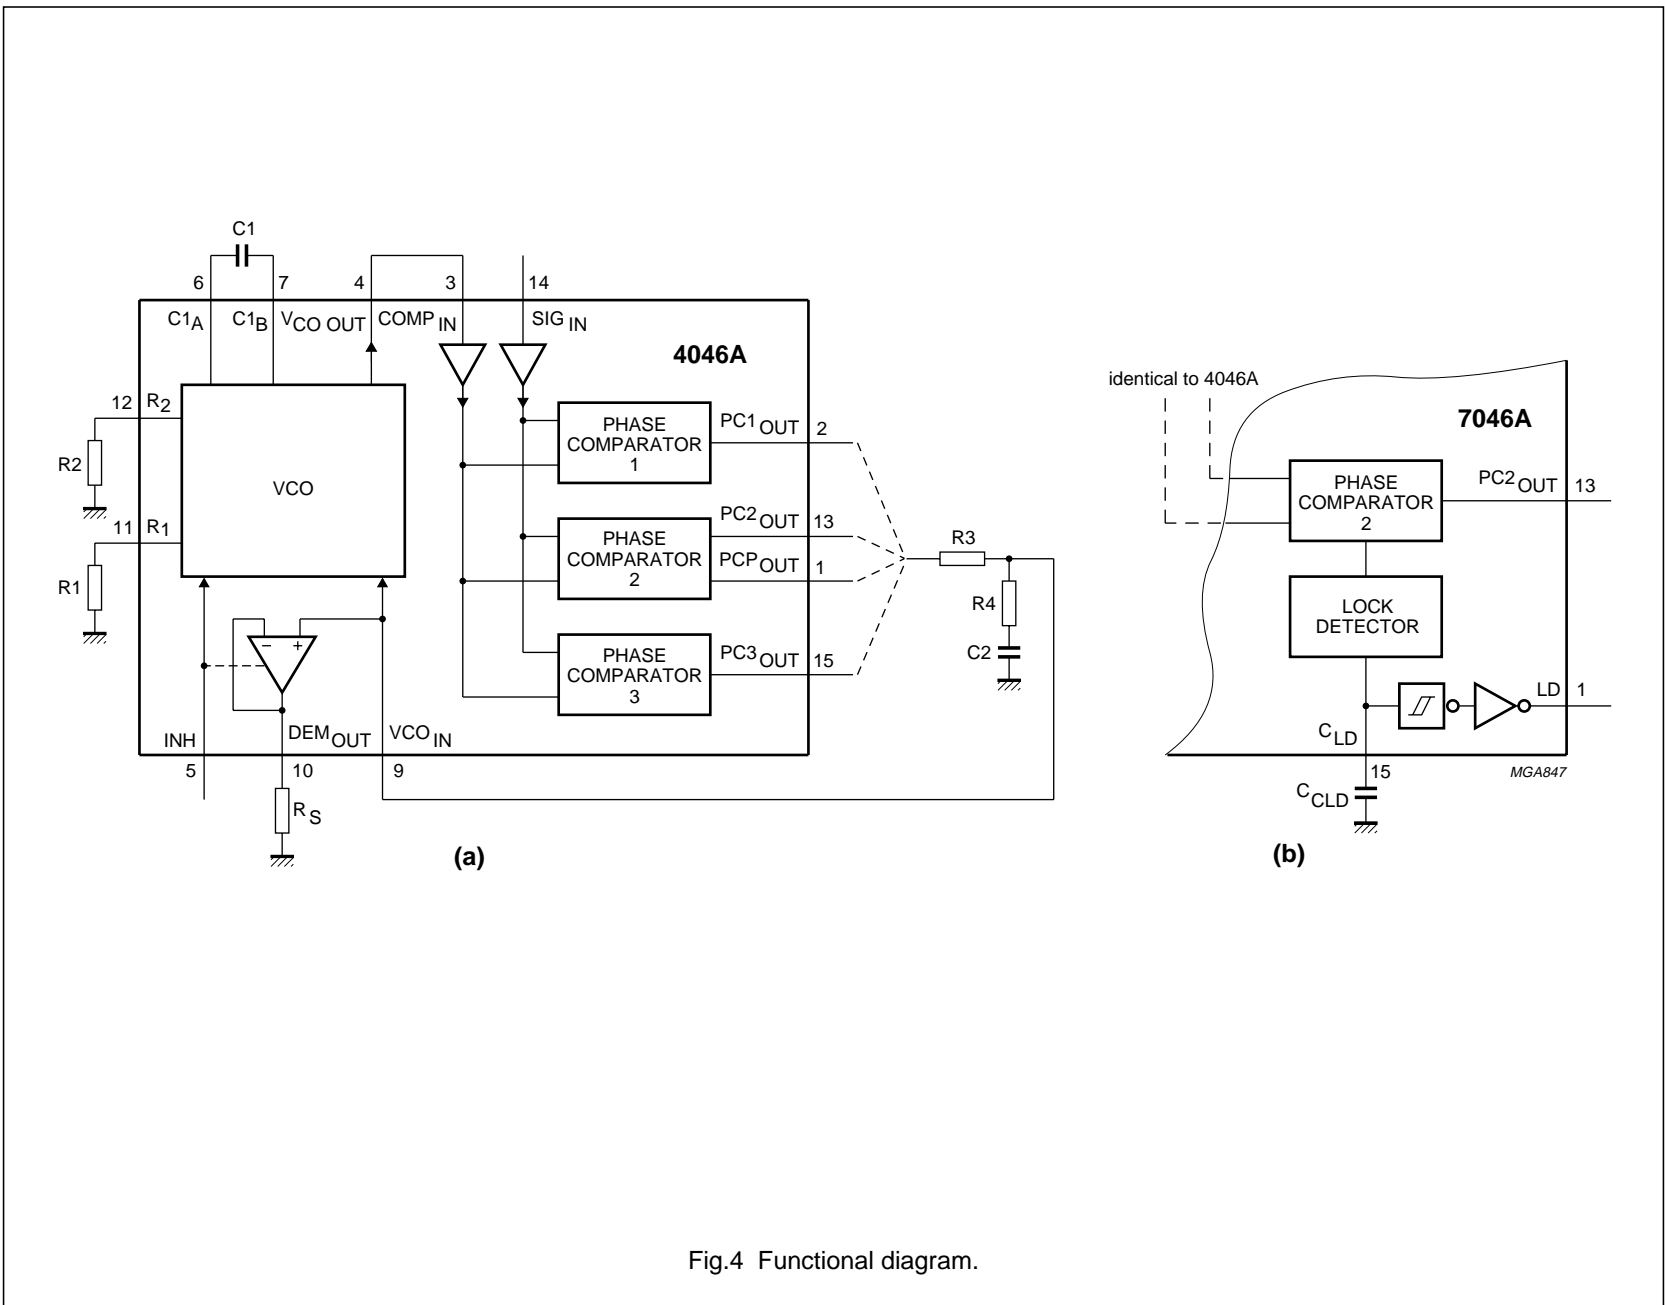 C1
6 7 4 3 14
C1A C1B VCO OUT COMP IN SIG IN
4046A
12 R2
R2
VCO
11 R1
R1
PHASE
COMPARATOR
1
PC1OUT 2
PHASE
COMPARATOR
2
PC2OUT 13
PCPOUT 1
PHASE
COMPARATOR
3
PC3OUT 15
R3
R4
C2
− +
INH DEMOUT VCOIN
5 10 9
RS
(a)
identical to 4046A
7046A
PHASE
COMPARATOR
2
PC2OUT 13
LOCK
DETECTOR
LD 1
CLD
15
CCLD
MGA847
(b)
Fig.4 Functional diagram.